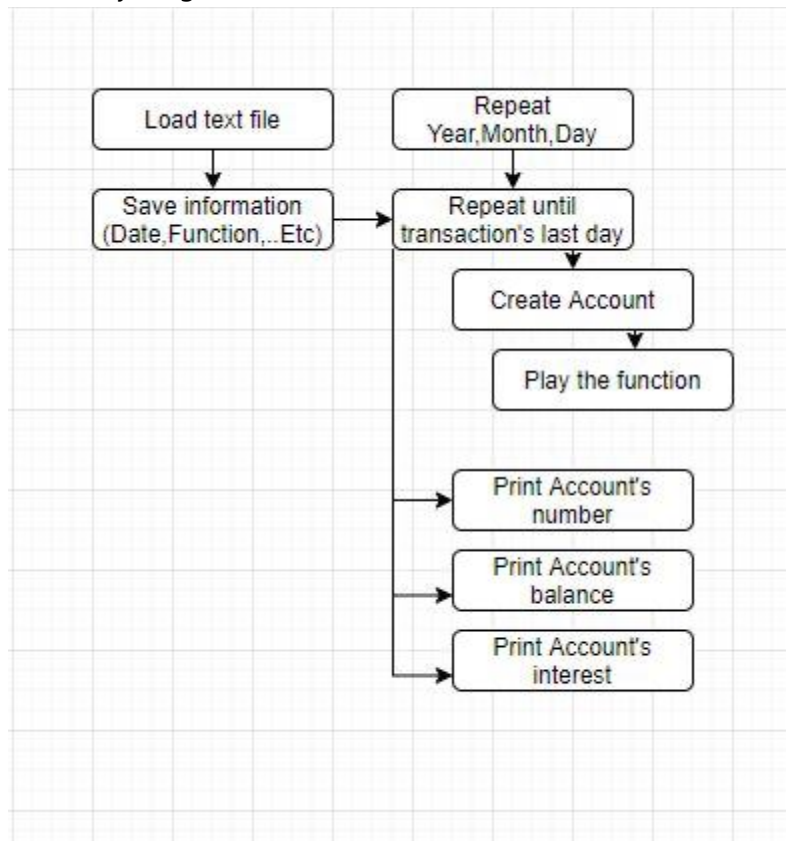 Load text file
Repeat
Year,Month,Day
Save information
(Date,Function,..Etc)
Repeat until
transaction's last day
Create Account
Play the function
Print Account's
number
Print Account's
balance
Print Account's
interest